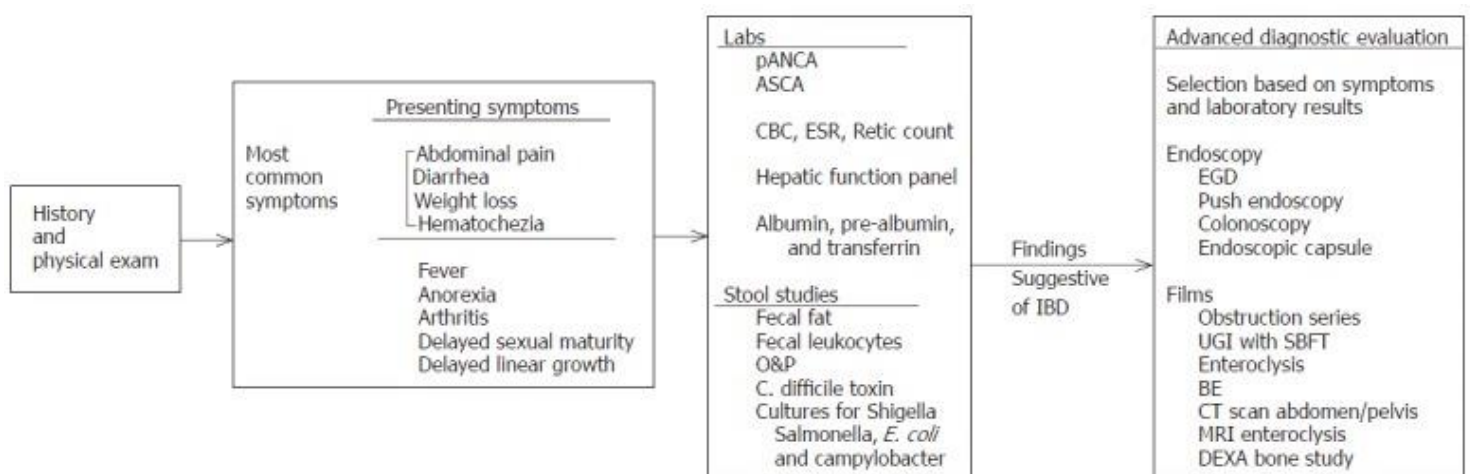 History
and
physical exam
Most
common
symptoms
Presenting symptoms
Abdominal pain
Diarrhea
Weight loss
Hematochezia
Fever
Anorexia
Arthritis
Delayed sexual maturity
Delayed linear growth
Labs
pANCA
ASCA
CBC, ESR, Retic count
Hepatic function panel
Albumin, pre-albumin,
and transferrin
Stool studies
Fecal fat
Fecal leukocytes
O&P
C. difficile toxin
Cultures for Shigella
Salmonella, E. coli
and campylobacter
Findings
Suggestive
of IBD
Advanced diagnostic evaluation
Selection based on symptoms
and laboratory results
Endoscopy
EGD
Push endoscopy
Colonoscopy
Endoscopic capsule
Films
Obstruction series
UGI with SBFT
Enteroclysis
BE
CT scan abdomen/pelvis
MRI enteroclysis
DEXA bone study